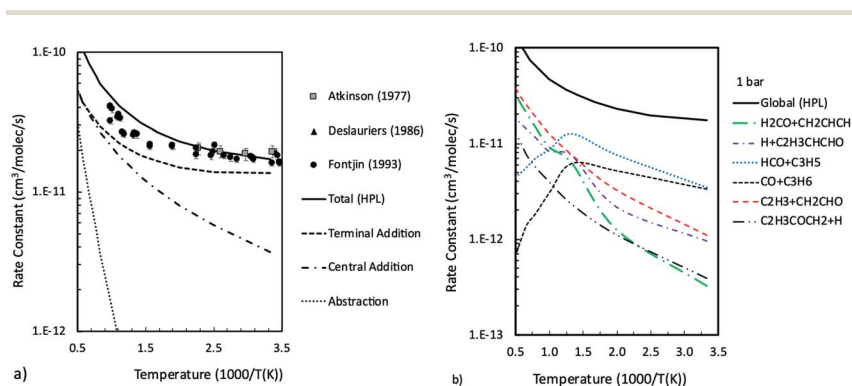 1.E-10
1.E-11
1.E-12
Rate Constant (cm3/molec/s)
0.5 1.5 2.5 3.5
Temperature (1000/T(K))
a)
Atkinson (1977)
Deslauriers (1986)
Fontjin (1993)
Total (HPL)
Terminal Addition
Central Addition
Abstraction
1.E-10
1.E-11
1.E-12
1.E-13
Rate Constant (cm3/molec/s)
0.5 1.0 1.5 2.0 2.5 3.0 3.5
Temperature (1000/T(K))
b)
1 bar
Global (HPL)
H2CO+CH2CHCH
H+C2H3CHCHO
HCO+C3H5
CO+C3H6
C2H3+CH2CHO
C2H3COCH2+H